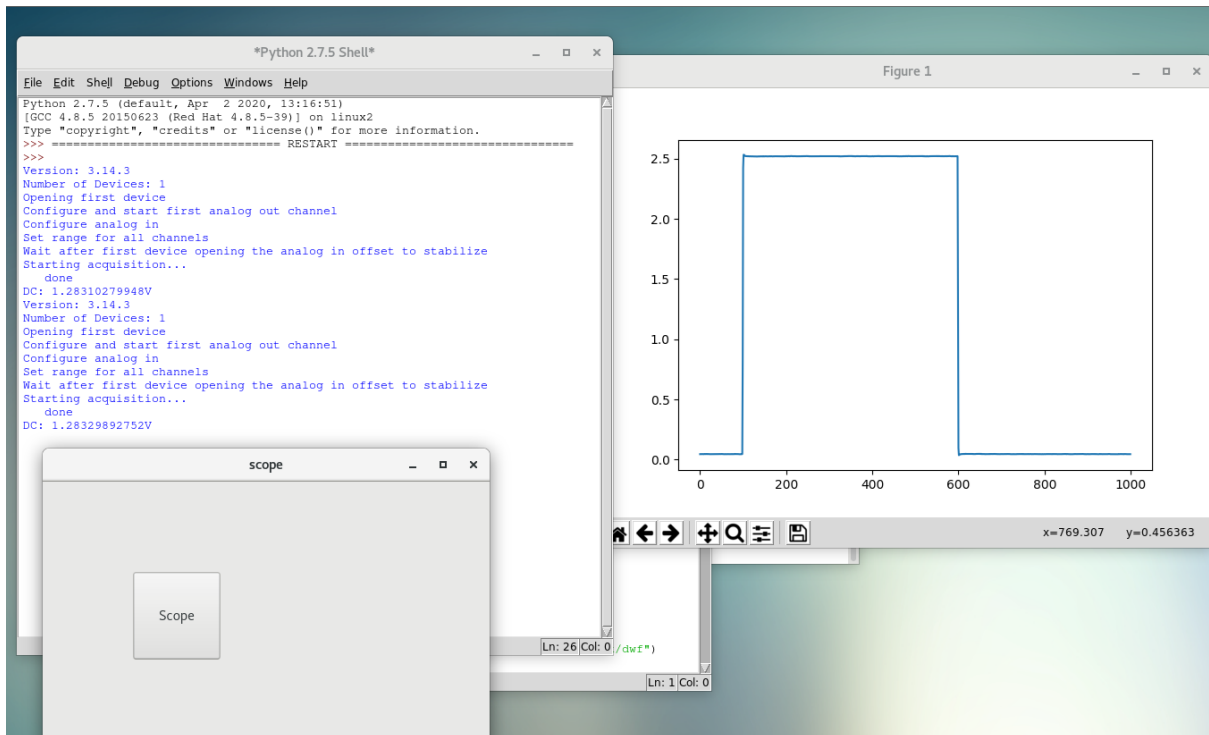 *Python 2.7.5 Shell*
File Edit Shell Debug Options Windows Help
Python 2.7.5 (default, Apr  2 2020, 13:16:51)
[GCC 4.8.5 20150623 (Red Hat 4.8.5-39)] on linux2
Type "copyright", "credits" or "license()" for more information.
>>> ================================ RESTART ================================
>>>
Version: 3.14.3
Number of Devices: 1
Opening first device
Configure and start first analog out channel
Configure analog in
Set range for all channels
Wait after first device opening the analog in offset to stabilize
Starting acquisition...
   done
DC: 1.28310279948V
Version: 3.14.3
Number of Devices: 1
Opening first device
Configure and start first analog out channel
Configure analog in
Set range for all channels
Wait after first device opening the analog in offset to stabilize
Starting acquisition...
   done
DC: 1.28329892752V
Ln: 26 Col: 0
scope
Scope
/dwf")
Ln: 1 Col: 0
Figure 1
2.5
2.0
1.5
1.0
0.5
0.0
0 200 400 600 800 1000
x=769.307 y=0.456363